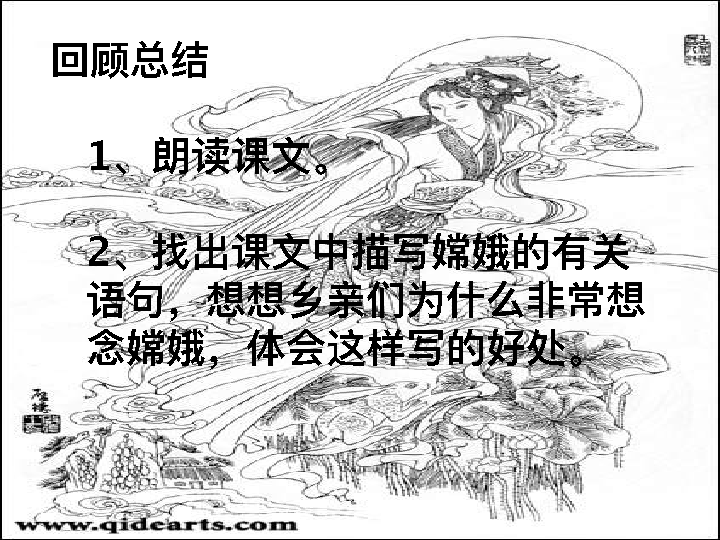 回顾总结
1、朗读课文。
2、找出课文中描写嫦娥的有关
语句，想想乡亲们为什么非常想
念嫦娥，体会这样写的好处。
www.qidearts.com